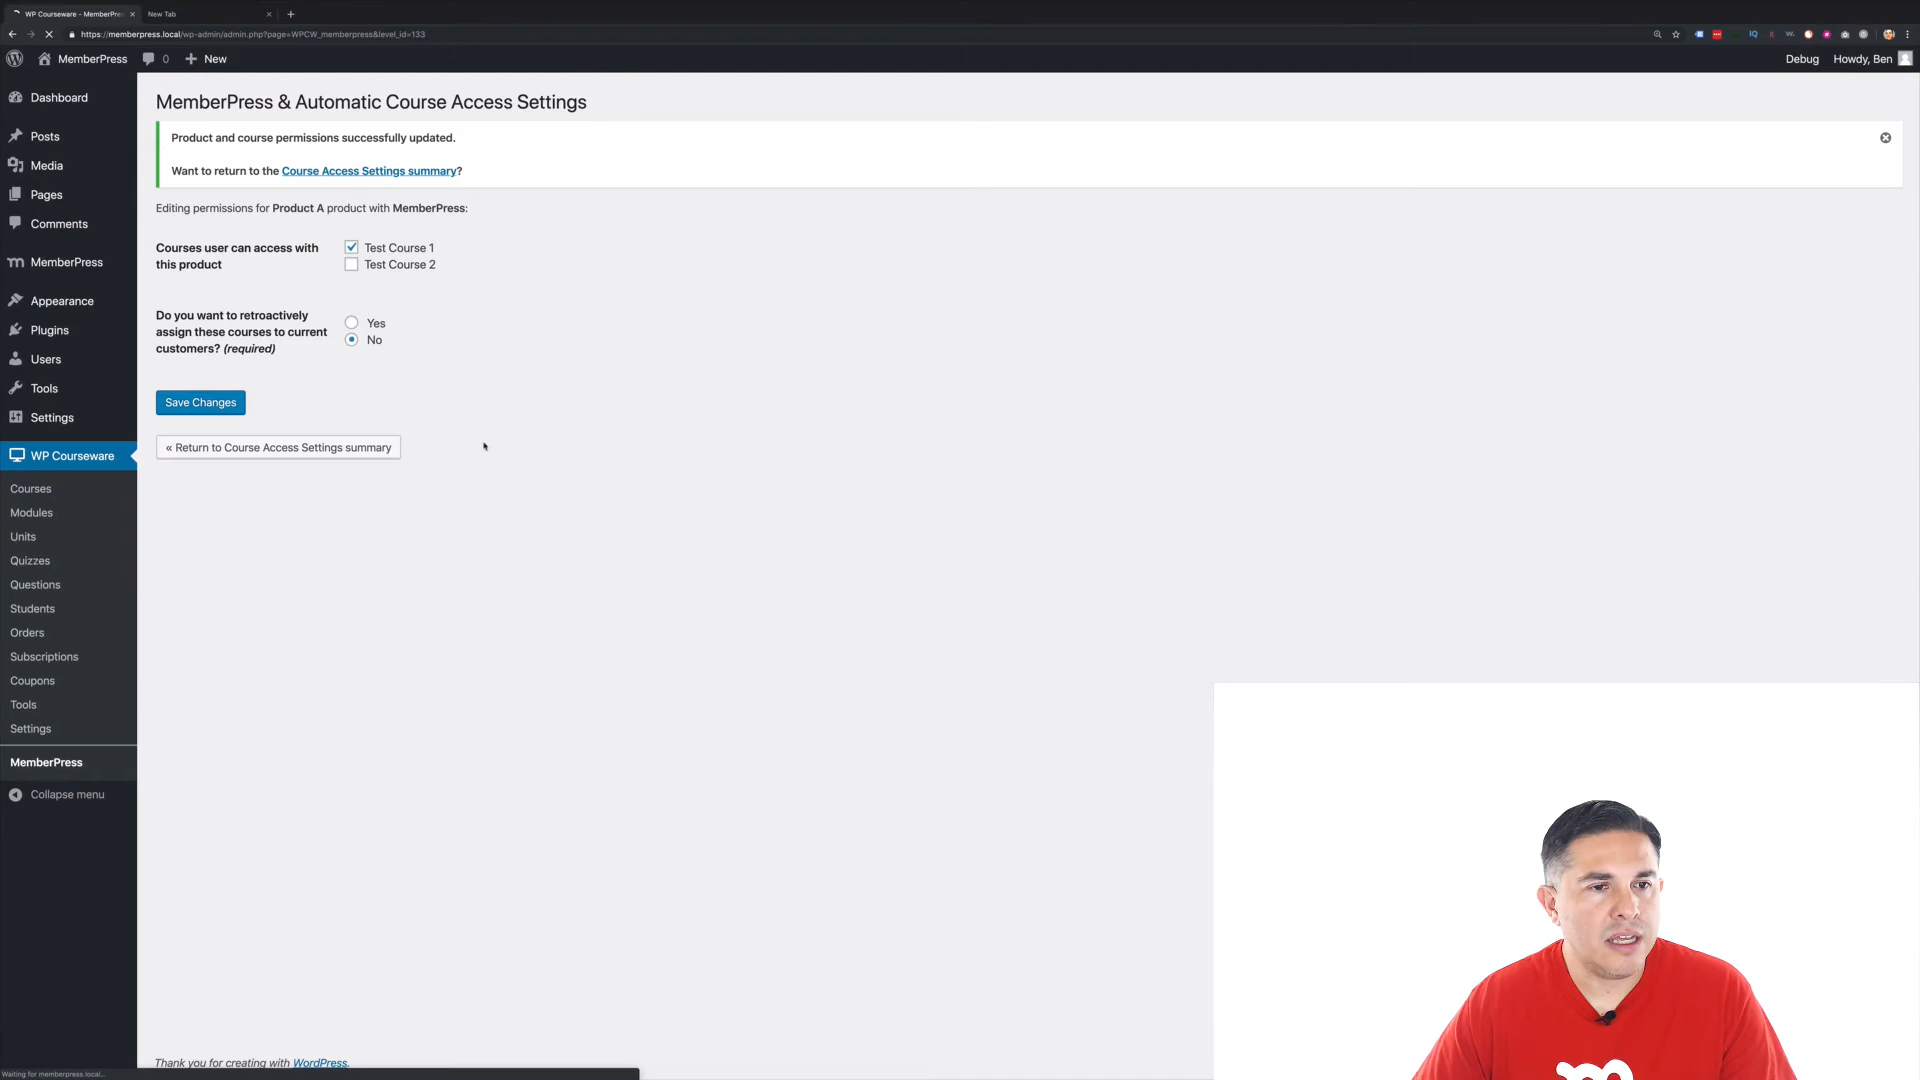 WP Courseware - MemberPres
New Tab
https://memberpress.local/wp-admin/admin.php?page=WPCW_memberpress&level_id=133
MemberPress
0
New
Debug
Howdy, Ben
Dashboard
Posts
Media
Pages
Comments
MemberPress
Appearance
Plugins
Users
Tools
Settings
WP Courseware
Courses
Modules
Units
Quizzes
Questions
Students
Orders
Subscriptions
Coupons
Tools
Settings
MemberPress
Collapse menu
MemberPress & Automatic Course Access Settings
Product and course permissions successfully updated.
Want to return to the Course Access Settings summary?
Editing permissions for Product A product with MemberPress:
Courses user can access with
this product
Test Course 1
Test Course 2
Do you want to retroactively
assign these courses to current
customers? (required)
Yes
No
Save Changes
« Return to Course Access Settings summary
Thank you for creating with WordPress.
Waiting for memberpress.local...